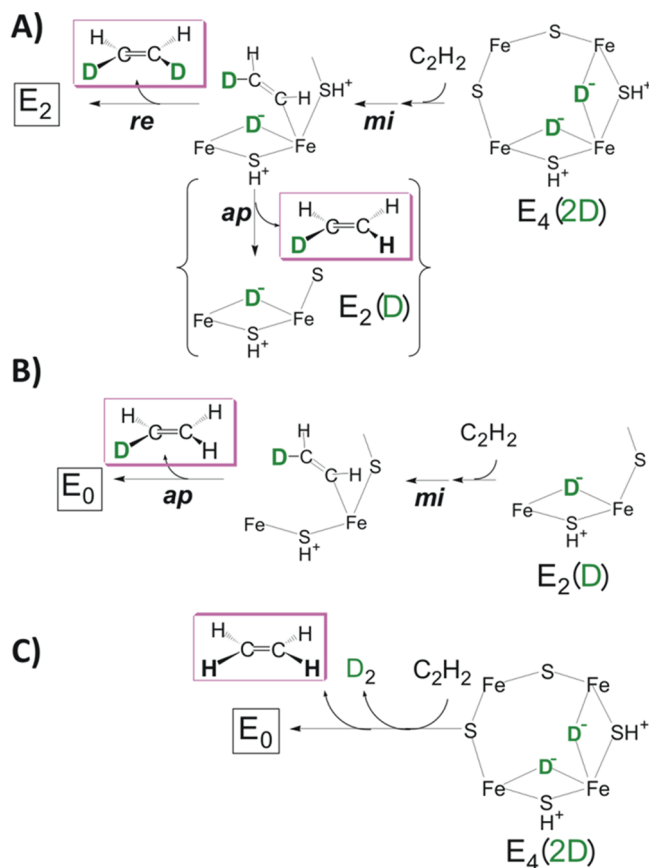 A)
H H
C=C
D D
E2
re
H
D C
C H
SH+
D-
Fe Fe
S
H+
mi
C2H2
S
Fe Fe
D-
S SH+
D-
Fe Fe
S
H+
E4(2D)
ap
H H
C=C
D H
S
D-
Fe Fe
S
H+
E2(D)
B)
H H
C=C
D H
E0
ap
H
D-C
C H S
Fe Fe
S
H+
mi
C2H2
S
D-
Fe Fe
S
H+
E2(D)
C)
H H
C=C
H H
D2
C2H2
E0
S
Fe Fe
D-
S SH+
D-
Fe Fe
S
H+
E4(2D)